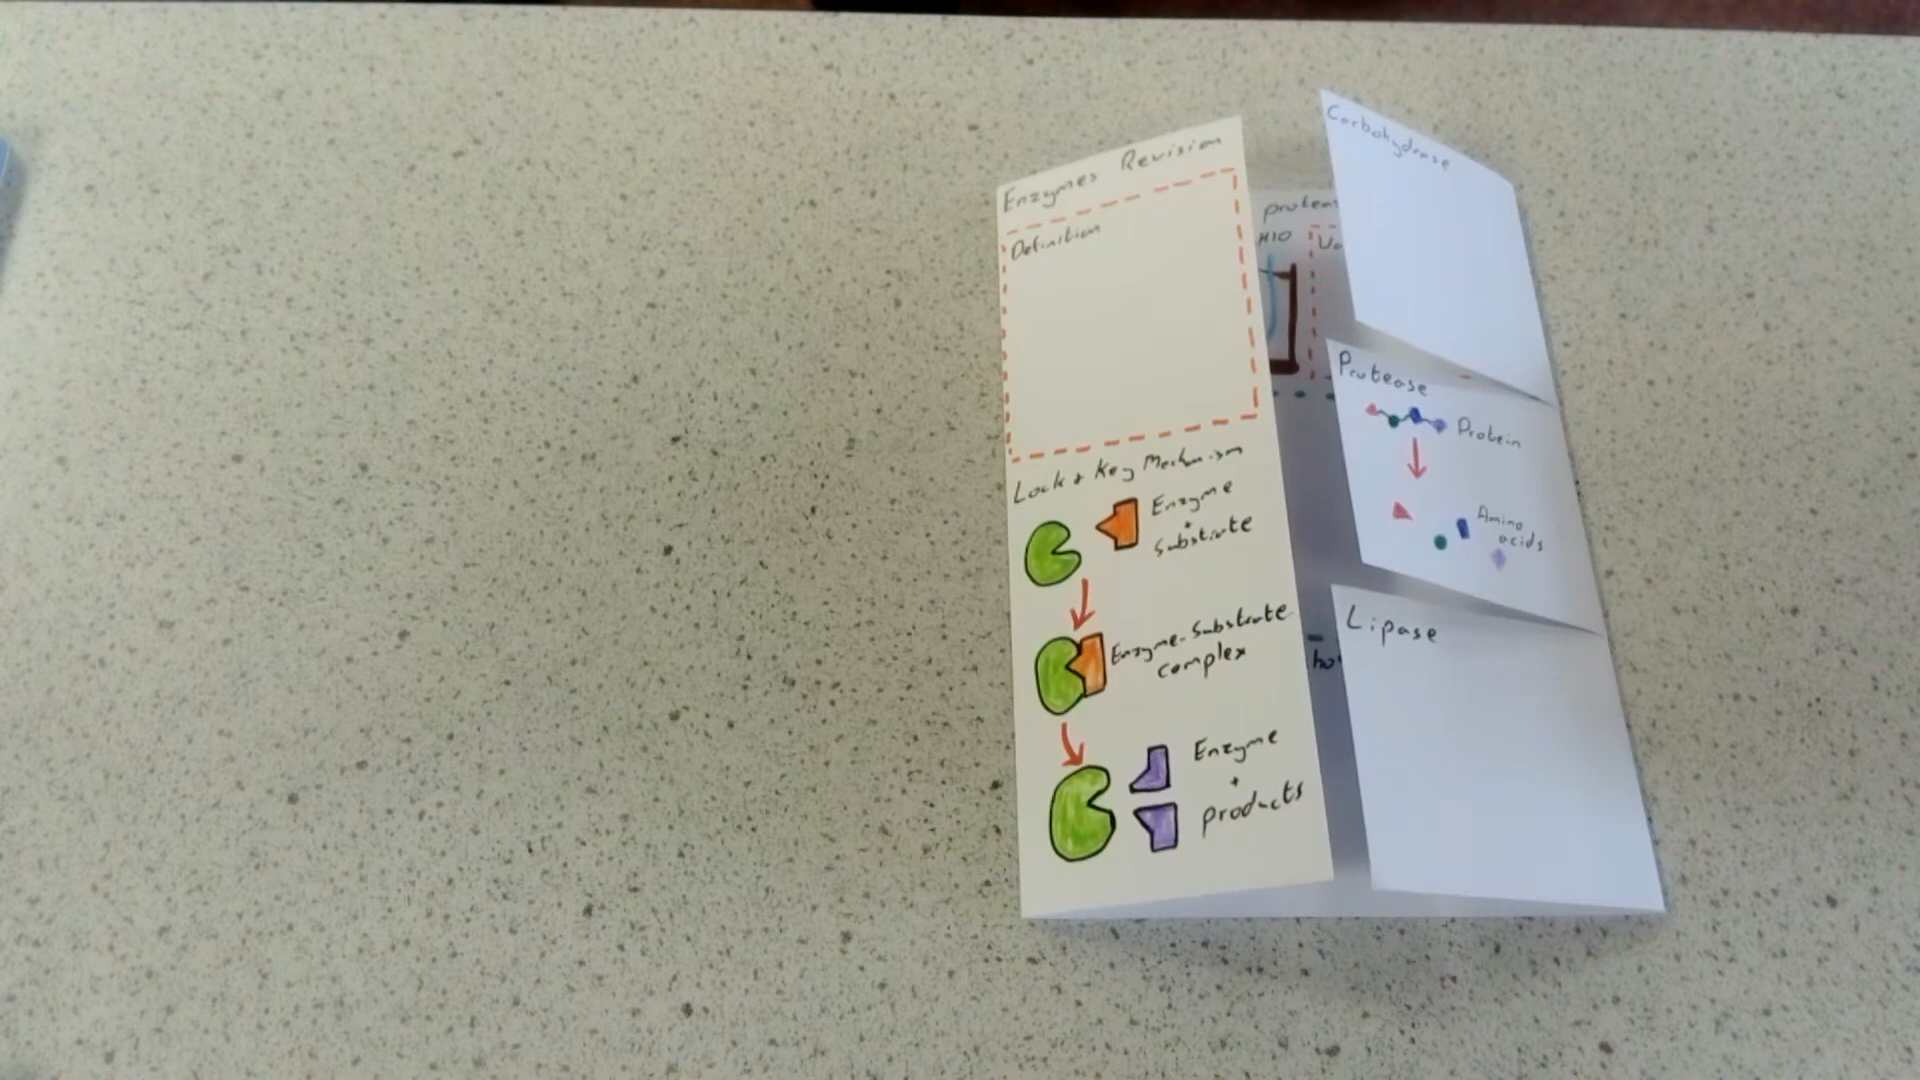 Enzymes Revision
Definition
Lock & Key Mechanism
Enzyme
+
Substrate
Enzyme-Substrate
complex
Enzyme
+
products
Carbohydrase
Protease
Protein
Amino
acids
Lipase